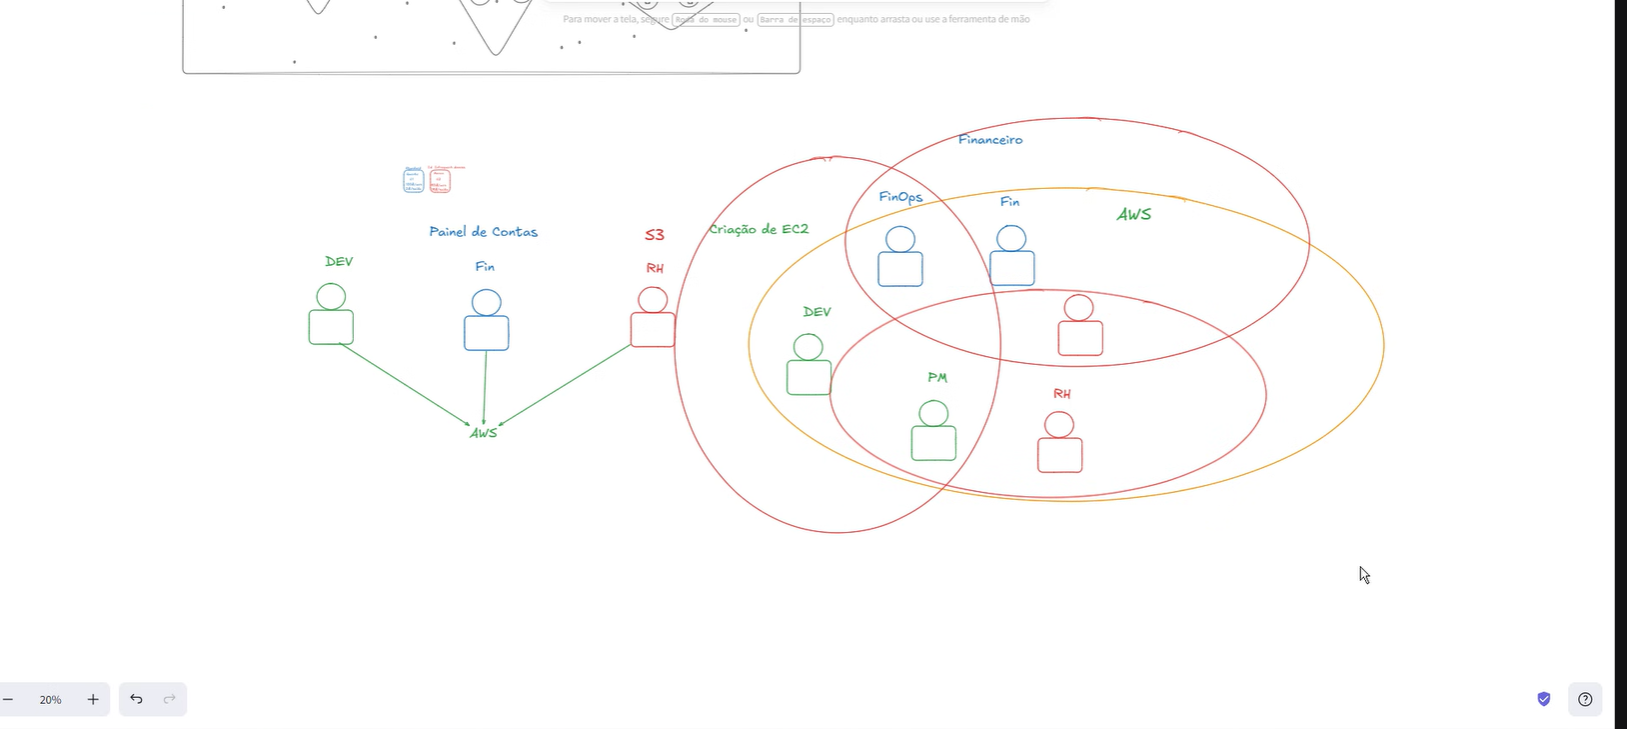 Para mover a tela, segure Roda do mouse ou Barra de espaço enquanto arrasta ou use a ferramenta de mão
Financeiro
FinOps
Fin
AWS
Criação de EC2
Painel de Contas
S3
DEV
Fin
RH
DEV
PM
RH
AWS
20%